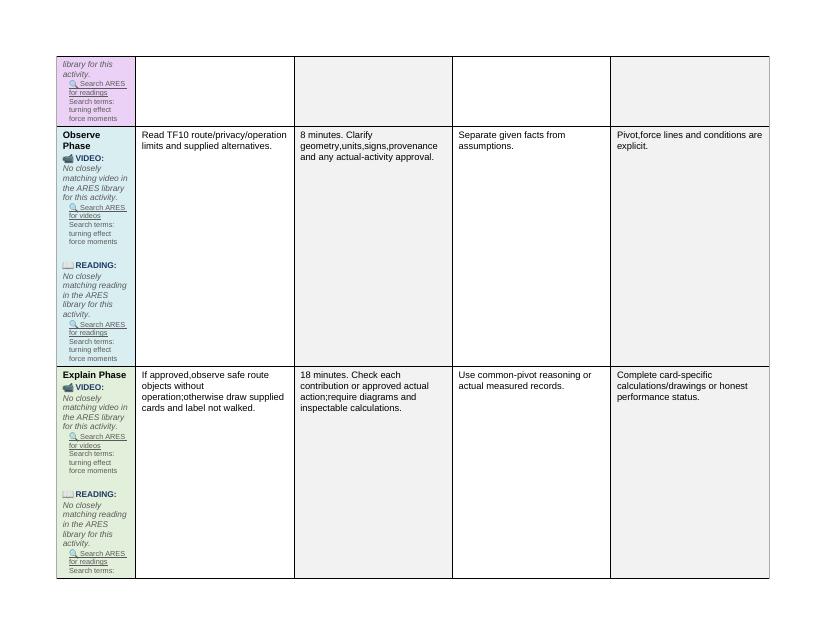 library for this
activity.
🔍 Search ARES
for readings
Search terms:
turning effect
force moments
Observe
Phase
📹 VIDEO:
No closely
matching video in
the ARES library
for this activity.
🔍 Search ARES
for videos
Search terms:
turning effect
force moments
📖 READING:
No closely
matching reading
in the ARES
library for this
activity.
🔍 Search ARES
for readings
Search terms:
turning effect
force moments
Read TF10 route/privacy/operation
limits and supplied alternatives.
8 minutes. Clarify
geometry,units,signs,provenance
and any actual-activity approval.
Separate given facts from
assumptions.
Pivot,force lines and conditions are
explicit.
Explain Phase
📹 VIDEO:
No closely
matching video in
the ARES library
for this activity.
🔍 Search ARES
for videos
Search terms:
turning effect
force moments
📖 READING:
No closely
matching reading
in the ARES
library for this
activity.
🔍 Search ARES
for readings
Search terms:
If approved,observe safe route
objects without
operation;otherwise draw supplied
cards and label not walked.
18 minutes. Check each
contribution or approved actual
action;require diagrams and
inspectable calculations.
Use common-pivot reasoning or
actual measured records.
Complete card-specific
calculations/drawings or honest
performance status.